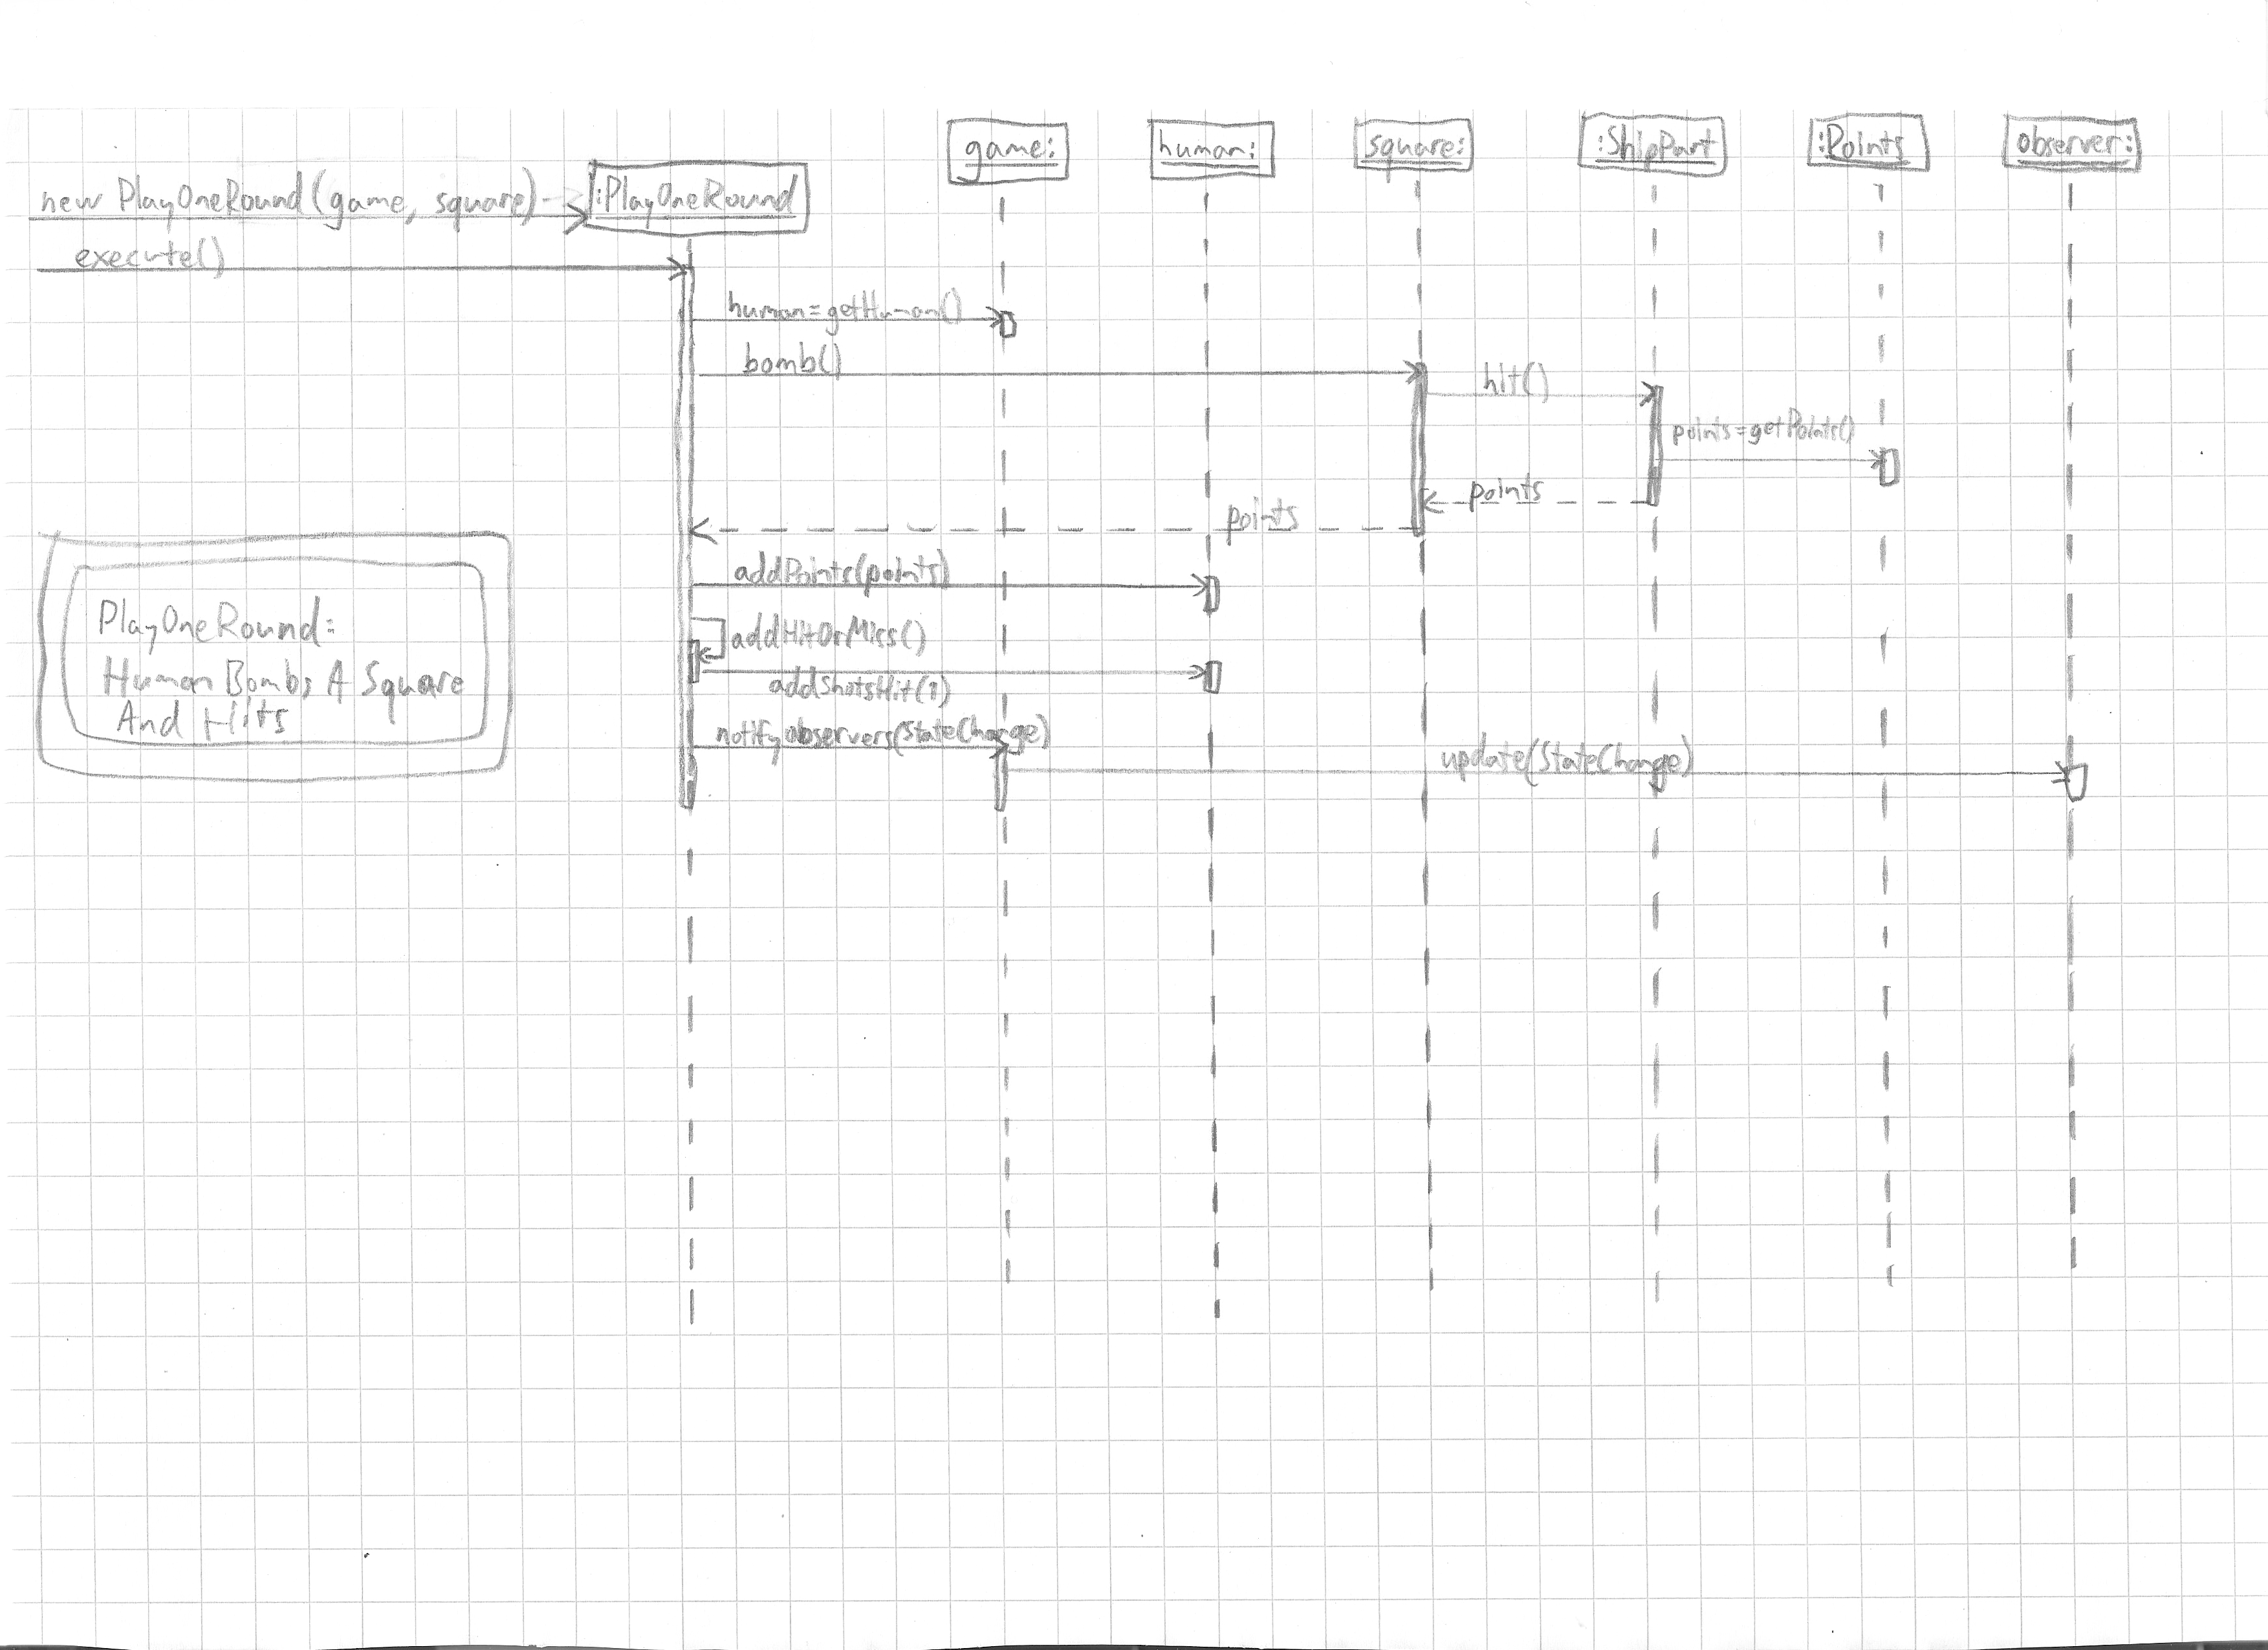 game:
human:
square:
:ShipPart
:Points
observer:
new PlayOneRound(game, square)
:PlayOneRound
execute()
human=getHuman()
bomb()
hit()
points=getPoints()
points
points
addPoints(points)
addHitOrMiss()
addShotsHit(1)
notifyobservers(StateChange)
update(StateChange)
PlayOneRound:
Human Bombs A Square
And Hits